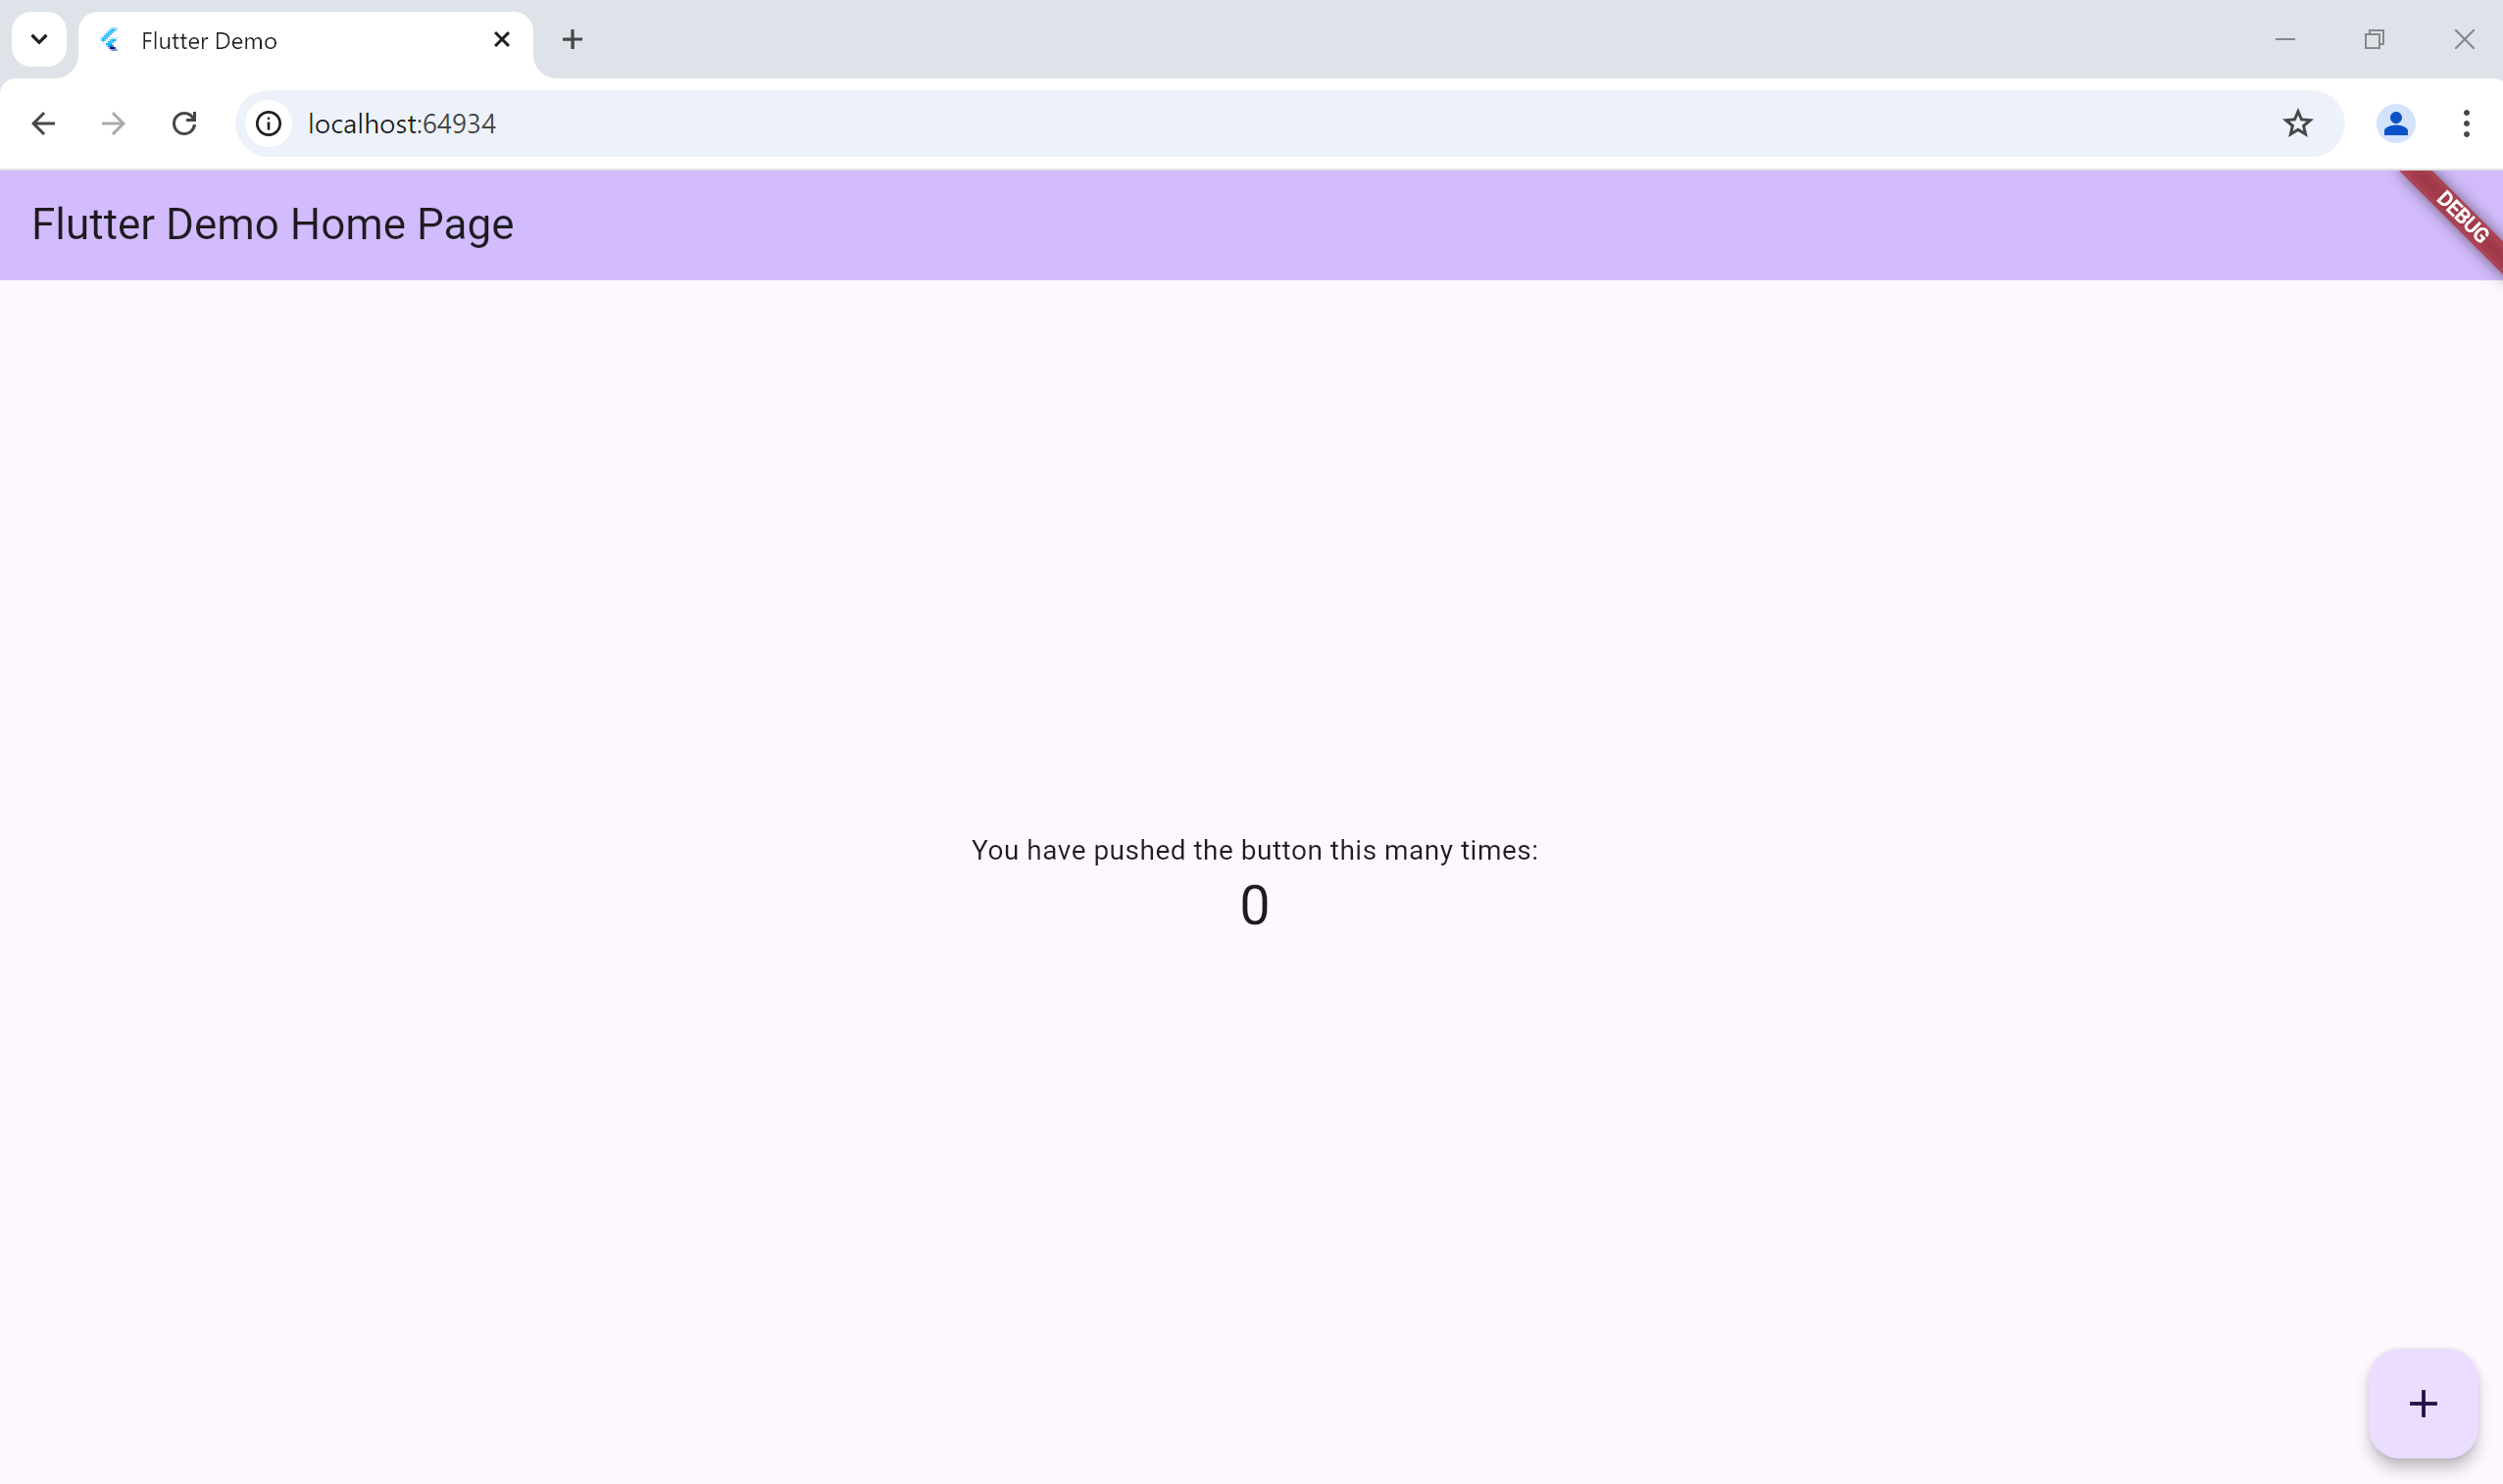 Flutter Demo
localhost:64934
Flutter Demo Home Page
DEBUG
You have pushed the button this many times:
0